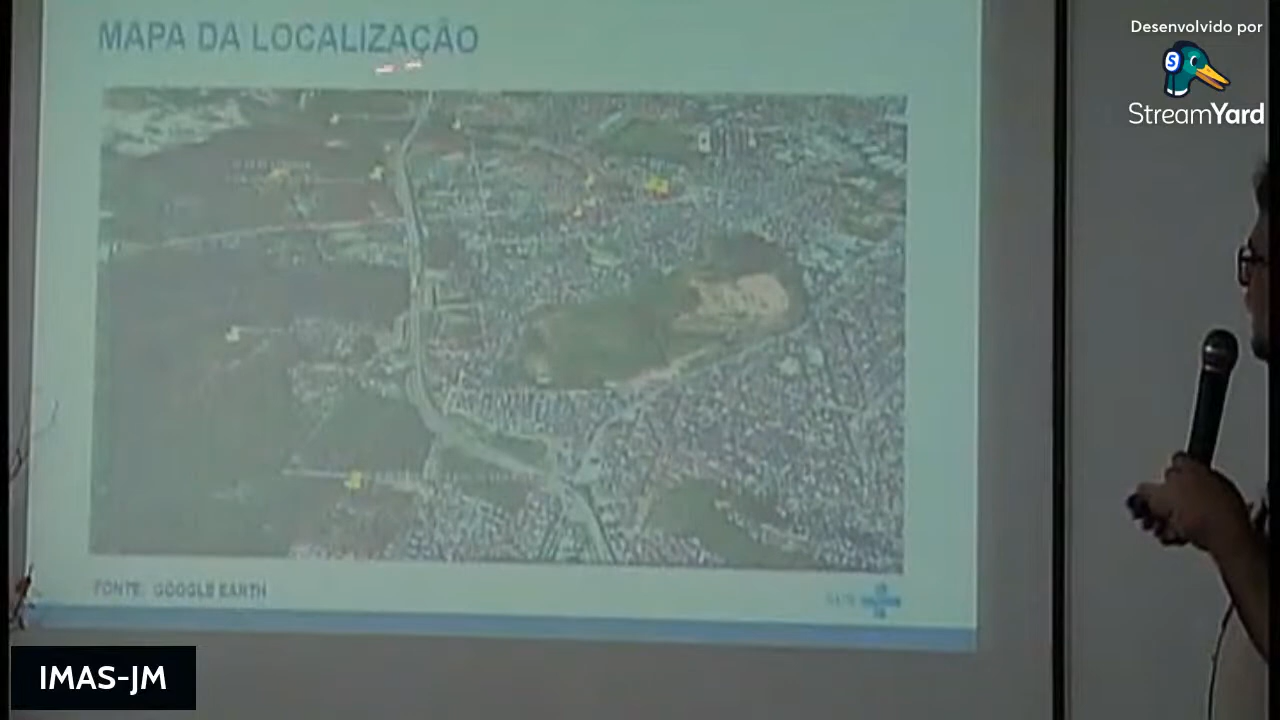 MAPA DA LOCALIZAÇÃO
Desenvolvido por
StreamYard
FONTE: GOOGLE EARTH
IMAS-JM